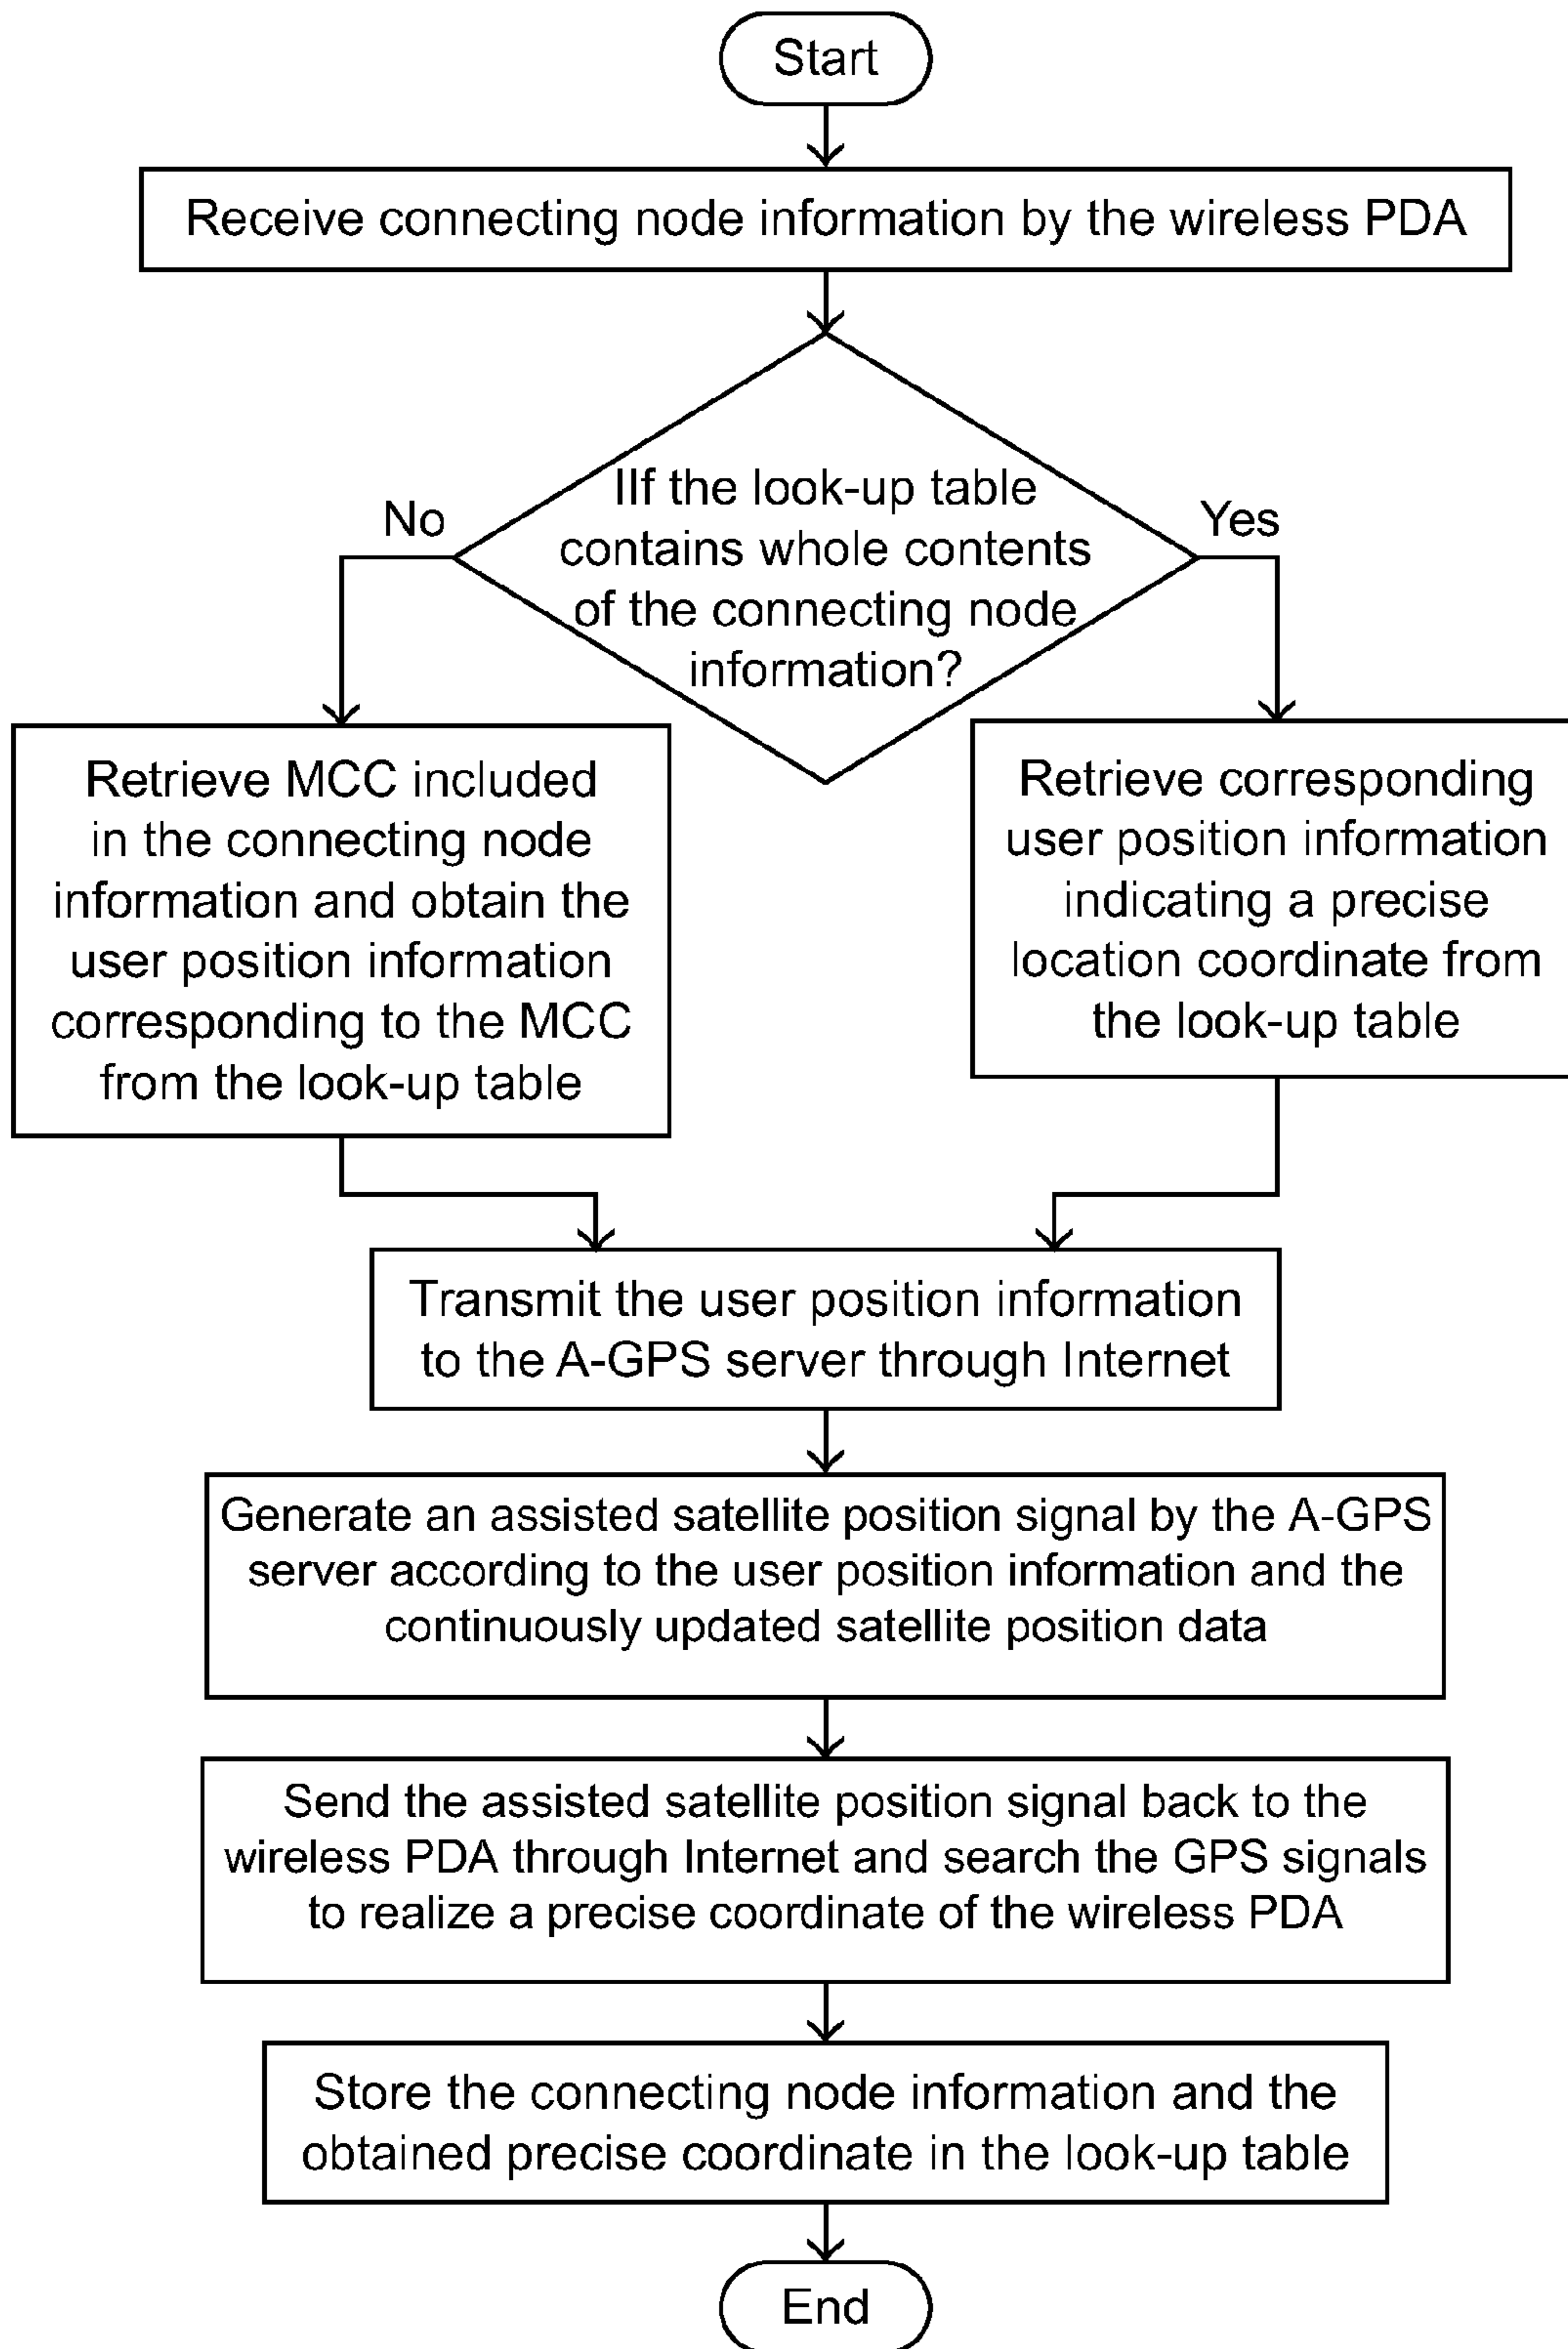 Start
Receive connecting node information by the wireless PDA
IIf the look-up table
contains whole contents
of the connecting node
information?
No
Yes
Retrieve MCC included
in the connecting node
information and obtain the
user position information
corresponding to the MCC
from the look-up table
Retrieve corresponding
user position information
indicating a precise
location coordinate from
the look-up table
Transmit the user position information
to the A-GPS server through Internet
Generate an assisted satellite position signal by the A-GPS
server according to the user position information and the
continuously updated satellite position data
Send the assisted satellite position signal back to the
wireless PDA through Internet and search the GPS signals
to realize a precise coordinate of the wireless PDA
Store the connecting node information and the
obtained precise coordinate in the look-up table
End